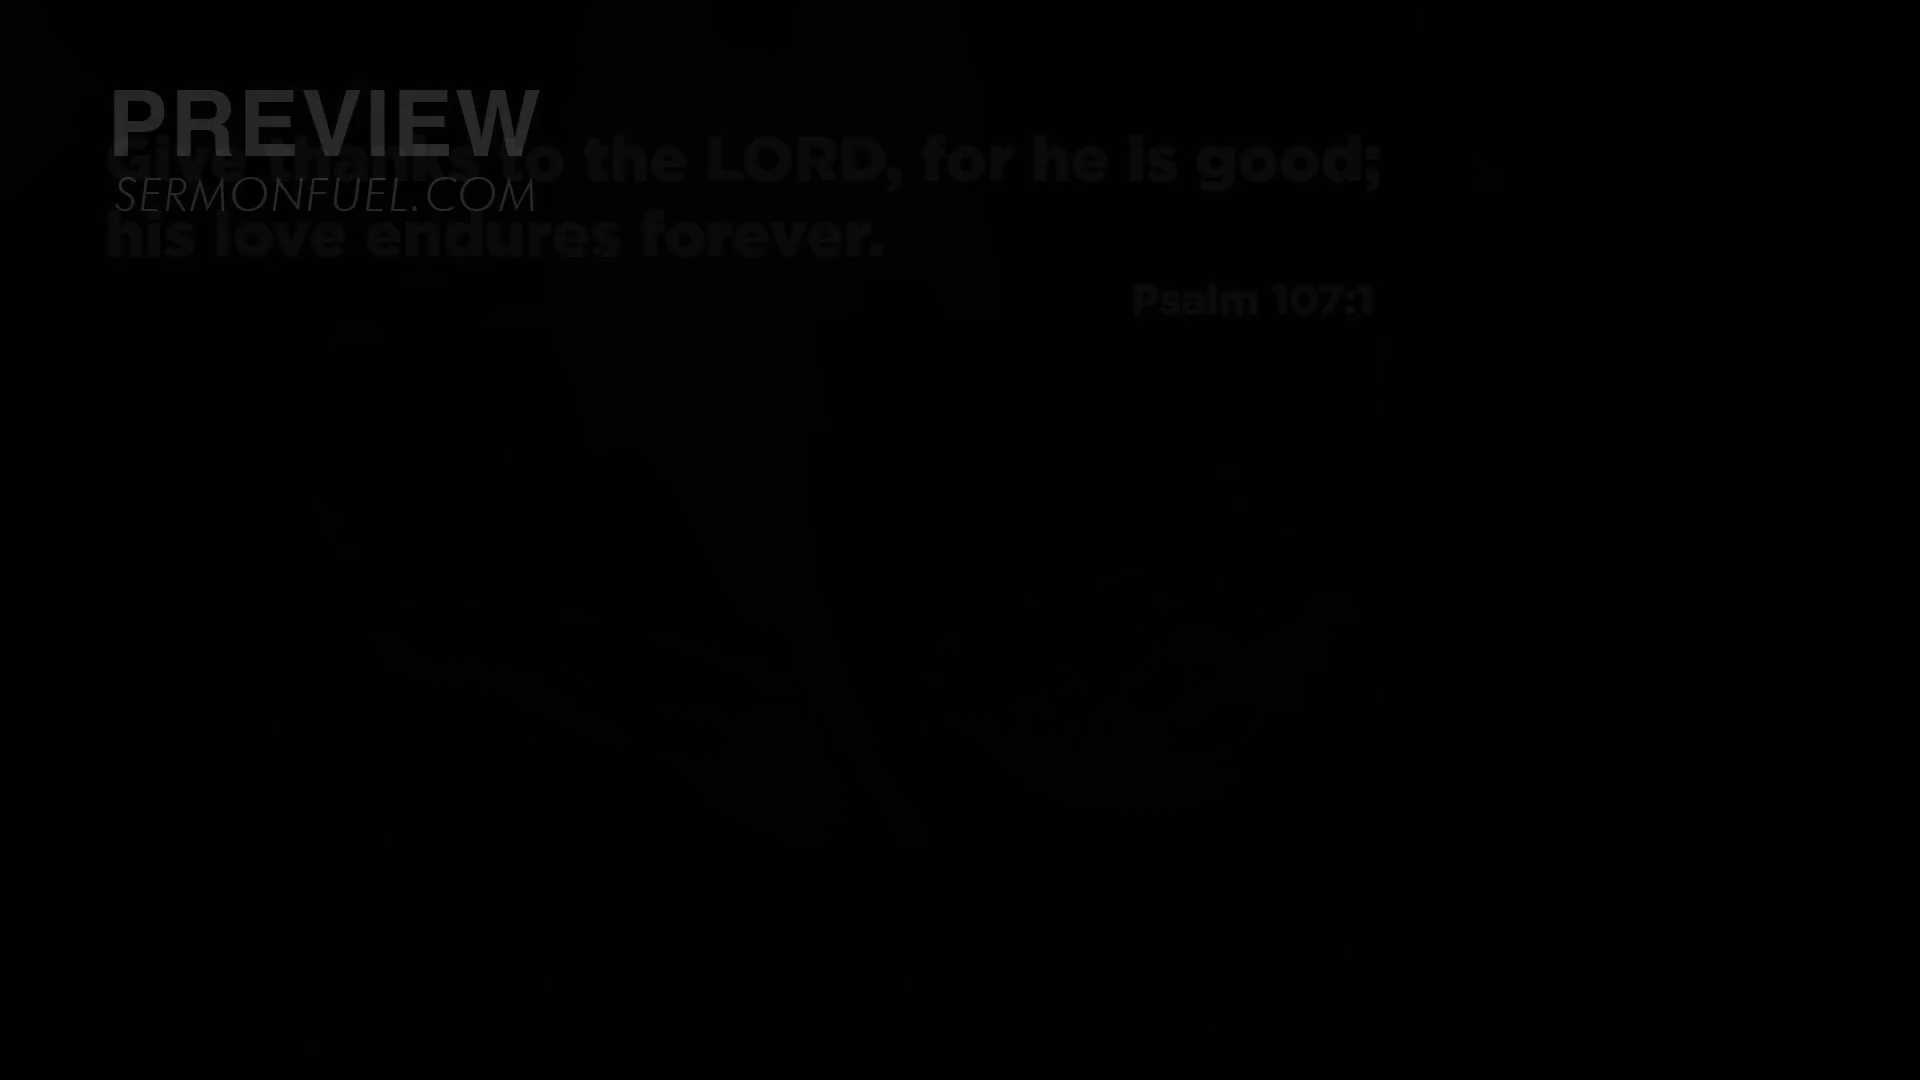 PREVIEW
Give thanks to the LORD, for he is good;
SERMONFUEL.COM
his love endures forever.
Psalm 107:1